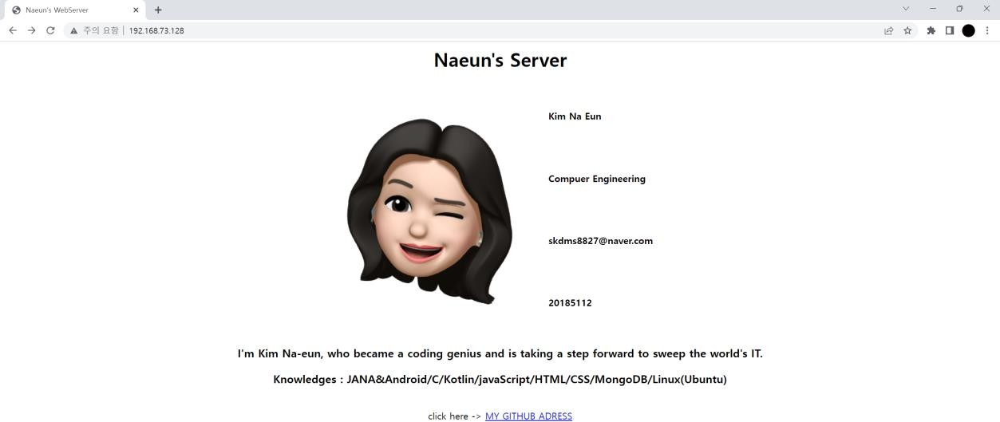 Naeun's WebServer
주의 요함 | 192.168.73.128
Naeun's Server
Kim Na Eun
Compuer Engineering
skdms8827@naver.com
20185112
I'm Kim Na-eun, who became a coding genius and is taking a step forward to sweep the world's IT.
Knowledges : JANA&Android/C/Kotlin/javaScript/HTML/CSS/MongoDB/Linux(Ubuntu)
click here -> MY GITHUB ADRESS